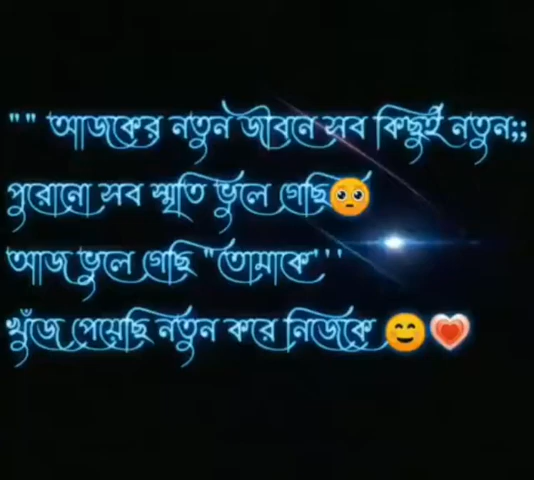 "" আজকের নতুন জীবনে সব কিছুই নতুন;;
পুরোনো সব স্মৃতি ভুলে গেছি🥺
আজ ভুলে গেছি "তোমাকে'''
খুঁজে পেয়েছি নতুন করে নিজেকে 😊💗